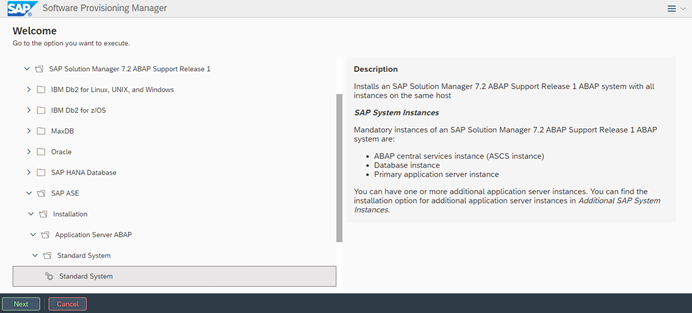 SAP Software Provisioning Manager
Welcome
Go to the option you want to execute.
SAP Solution Manager 7.2 ABAP Support Release 1
IBM Db2 for Linux, UNIX, and Windows
IBM Db2 for z/OS
MaxDB
Oracle
SAP HANA Database
SAP ASE
Installation
Application Server ABAP
Standard System
Standard System
Description
Installs an SAP Solution Manager 7.2 ABAP Support Release 1 ABAP system with all
instances on the same host
SAP System Instances
Mandatory instances of an SAP Solution Manager 7.2 ABAP Support Release 1 ABAP
system are:
• ABAP central services instance (ASCS instance)
• Database instance
• Primary application server instance
You can have one or more additional application server instances. You can find the
installation option for additional application server instances in Additional SAP System
Instances.
Next Cancel